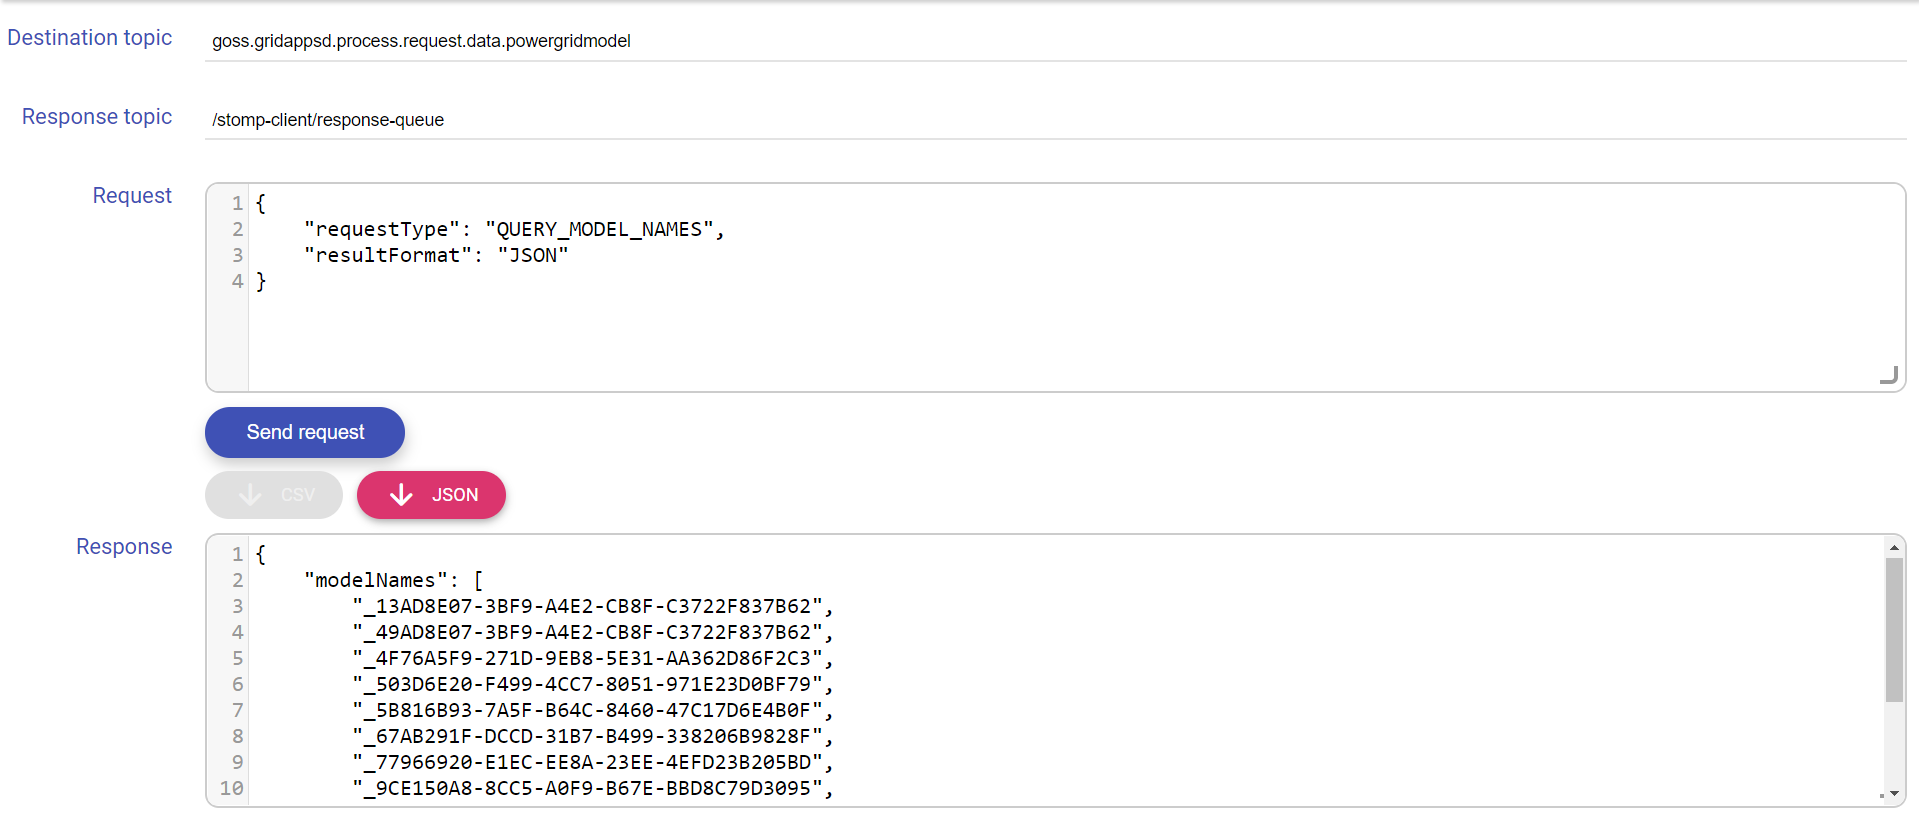 Destination topic
goss.gridappsd.process.request.data.powergridmodel
Response topic
/stomp-client/response-queue
Request
1 {
2     "requestType": "QUERY_MODEL_NAMES",
3     "resultFormat": "JSON"
4 }
Send request
CSV JSON
Response
1 {
2     "modelNames": [
3         "_13AD8E07-3BF9-A4E2-CB8F-C3722F837B62",
4         "_49AD8E07-3BF9-A4E2-CB8F-C3722F837B62",
5         "_4F76A5F9-271D-9EB8-5E31-AA362D86F2C3",
6         "_503D6E20-F499-4CC7-8051-971E23D0BF79",
7         "_5B816B93-7A5F-B64C-8460-47C17D6E4B0F",
8         "_67AB291F-DCCD-31B7-B499-338206B9828F",
9         "_77966920-E1EC-EE8A-23EE-4EFD23B205BD",
10         "_9CE150A8-8CC5-A0F9-B67E-BBD8C79D3095",